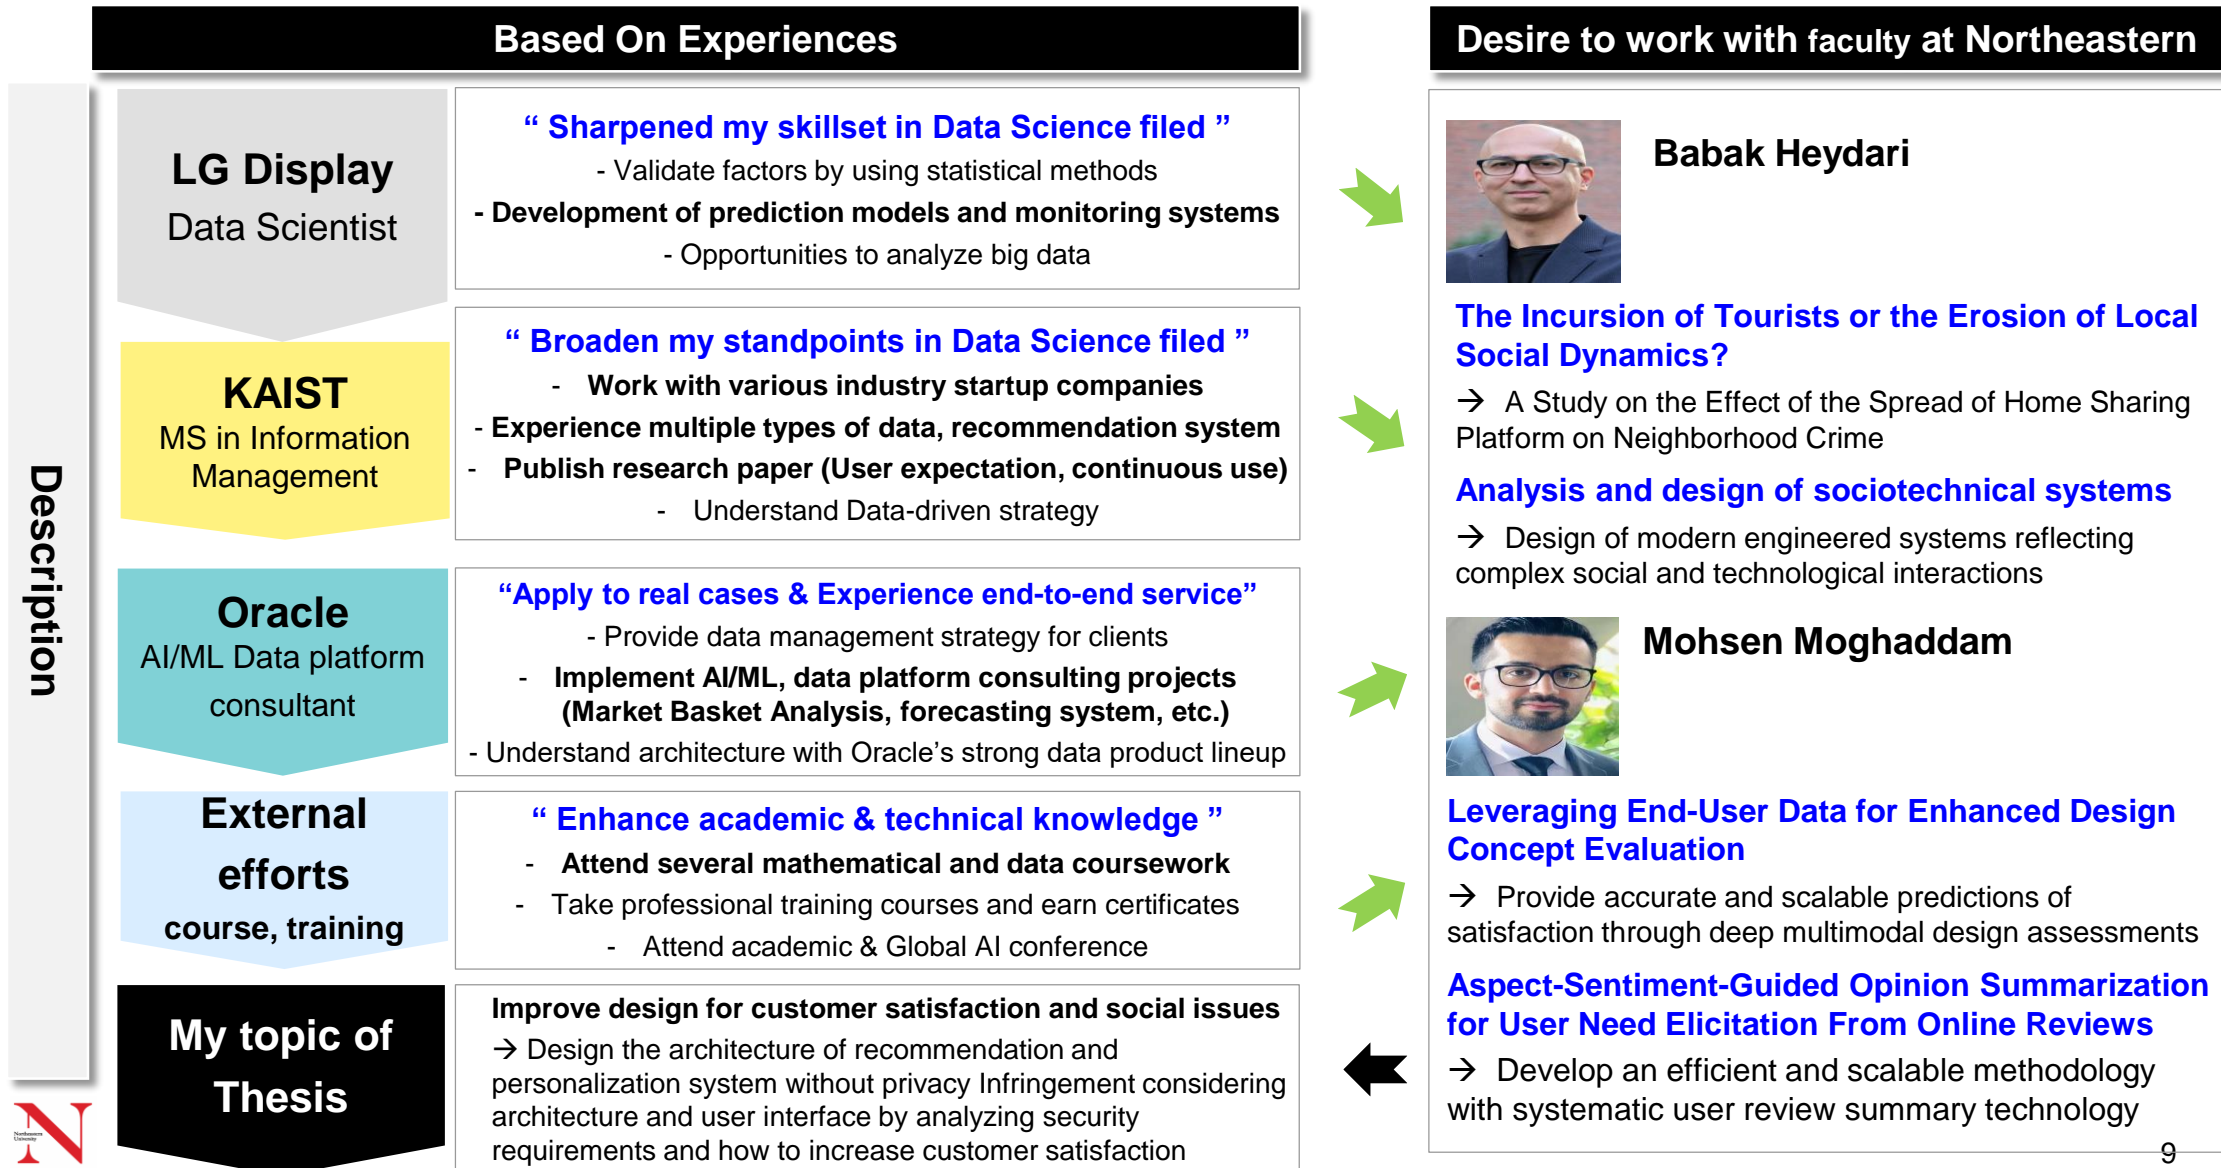 Based On Experiences
Desire to work with faculty at Northeastern
Description
LG Display
Data Scientist
“ Sharpened my skillset in Data Science filed ”
- Validate factors by using statistical methods
- Development of prediction models and monitoring systems
- Opportunities to analyze big data
KAIST
MS in Information
Management
“ Broaden my standpoints in Data Science filed ”
- Work with various industry startup companies
- Experience multiple types of data, recommendation system
- Publish research paper (User expectation, continuous use)
- Understand Data-driven strategy
Oracle
AI/ML Data platform
consultant
“Apply to real cases & Experience end-to-end service”
- Provide data management strategy for clients
- Implement AI/ML, data platform consulting projects
(Market Basket Analysis, forecasting system, etc.)
- Understand architecture with Oracle’s strong data product lineup
External
efforts
course, training
“ Enhance academic & technical knowledge ”
- Attend several mathematical and data coursework
- Take professional training courses and earn certificates
- Attend academic & Global AI conference
My topic of
Thesis
Improve design for customer satisfaction and social issues
→ Design the architecture of recommendation and
personalization system without privacy Infringement considering
architecture and user interface by analyzing security
requirements and how to increase customer satisfaction
Babak Heydari
The Incursion of Tourists or the Erosion of Local
Social Dynamics?
→ A Study on the Effect of the Spread of Home Sharing
Platform on Neighborhood Crime
Analysis and design of sociotechnical systems
→ Design of modern engineered systems reflecting
complex social and technological interactions
Mohsen Moghaddam
Leveraging End-User Data for Enhanced Design
Concept Evaluation
→ Provide accurate and scalable predictions of
satisfaction through deep multimodal design assessments
Aspect-Sentiment-Guided Opinion Summarization
for User Need Elicitation From Online Reviews
→ Develop an efficient and scalable methodology
with systematic user review summary technology
N
Northeastern
University
9